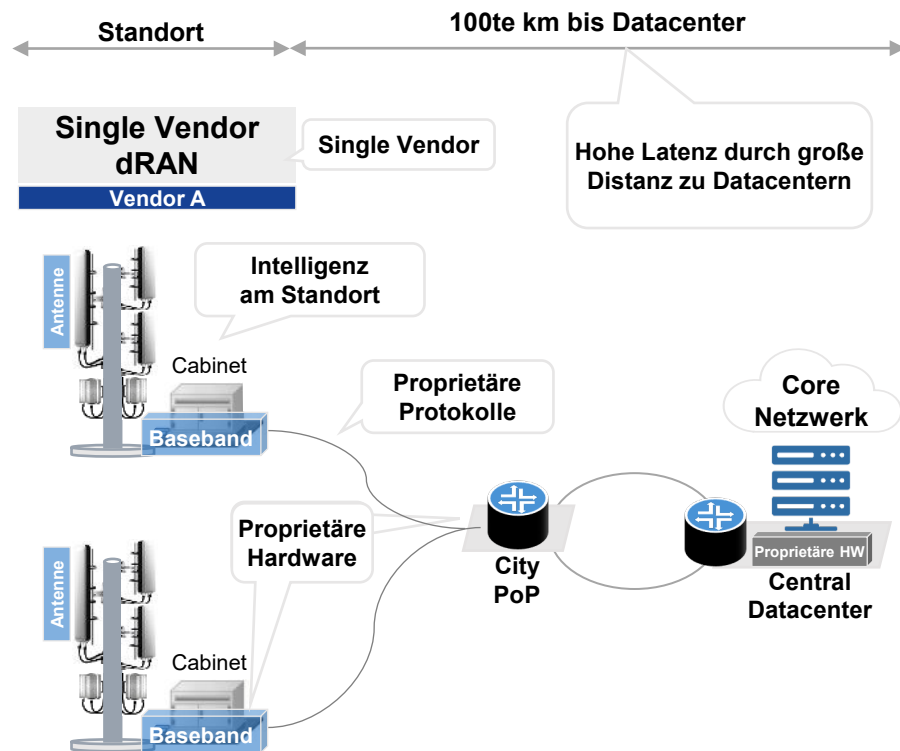 Standort
100te km bis Datacenter
Single Vendor
dRAN
Vendor A
Single Vendor
Hohe Latenz durch große
Distanz zu Datacentern
Antenne
Intelligenz
am Standort
Cabinet
Baseband
Proprietäre
Protokolle
Core
Netzwerk
Proprietäre
Hardware
City
PoP
Proprietäre HW
Central
Datacenter
Antenne
Cabinet
Baseband